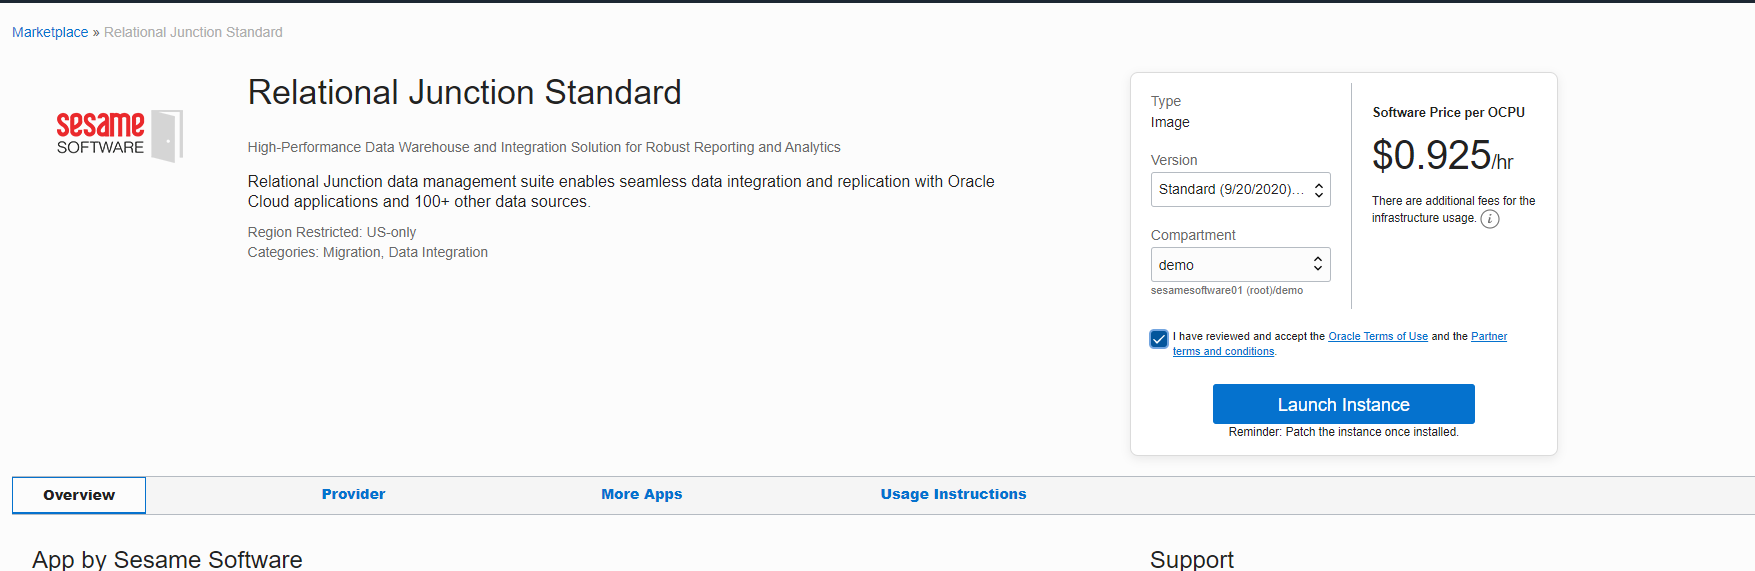 Marketplace » Relational Junction Standard
sesame
SOFTWARE
Relational Junction Standard
High-Performance Data Warehouse and Integration Solution for Robust Reporting and Analytics
Relational Junction data management suite enables seamless data integration and replication with Oracle
Cloud applications and 100+ other data sources.
Region Restricted: US-only
Categories: Migration, Data Integration
Type
Image
Version
Standard (9/20/2020)...
Compartment
demo
sesamesoftware01 (root)/demo
Software Price per OCPU
$0.925/hr
There are additional fees for the
infrastructure usage. i
I have reviewed and accept the Oracle Terms of Use and the Partner
terms and conditions.
Launch Instance
Reminder: Patch the instance once installed.
Overview
Provider
More Apps
Usage Instructions
App by Sesame Software
Support